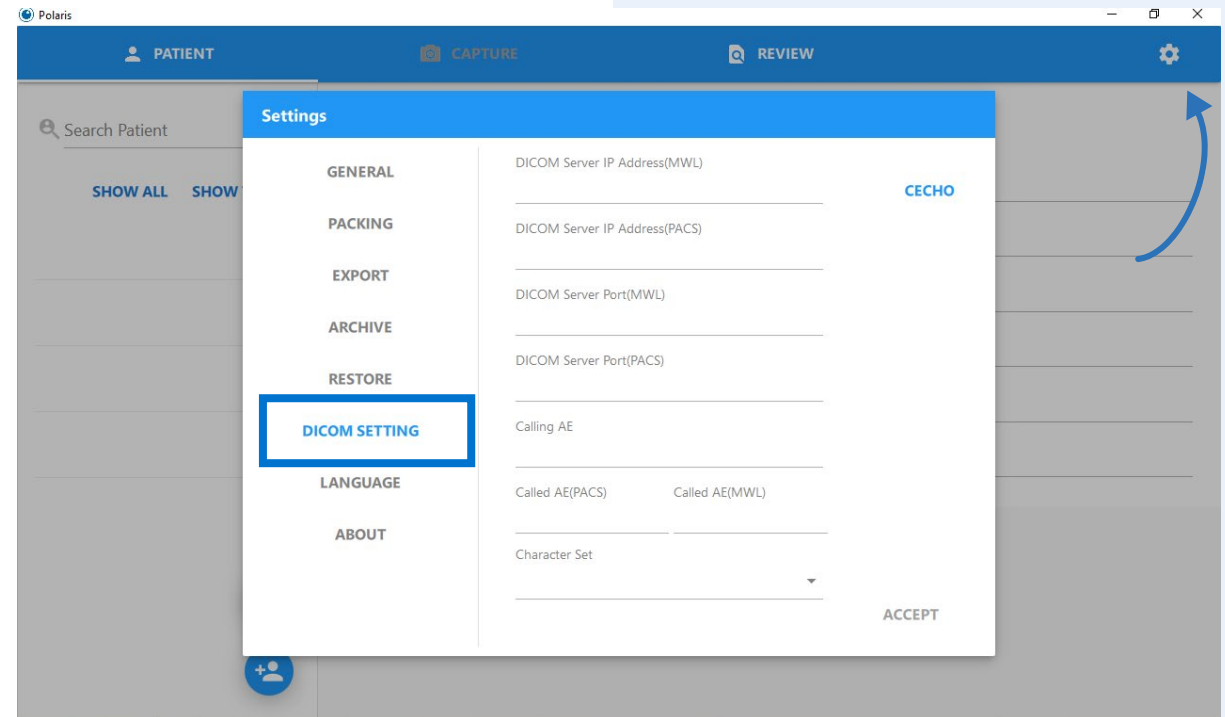 Polaris
PATIENT
CAPTURE
REVIEW
Search Patient
SHOW ALL SHOW
Settings
GENERAL
PACKING
EXPORT
ARCHIVE
RESTORE
DICOM SETTING
LANGUAGE
ABOUT
DICOM Server IP Address(MWL)
CECHO
DICOM Server IP Address(PACS)
DICOM Server Port(MWL)
DICOM Server Port(PACS)
Calling AE
Called AE(PACS) Called AE(MWL)
Character Set
ACCEPT